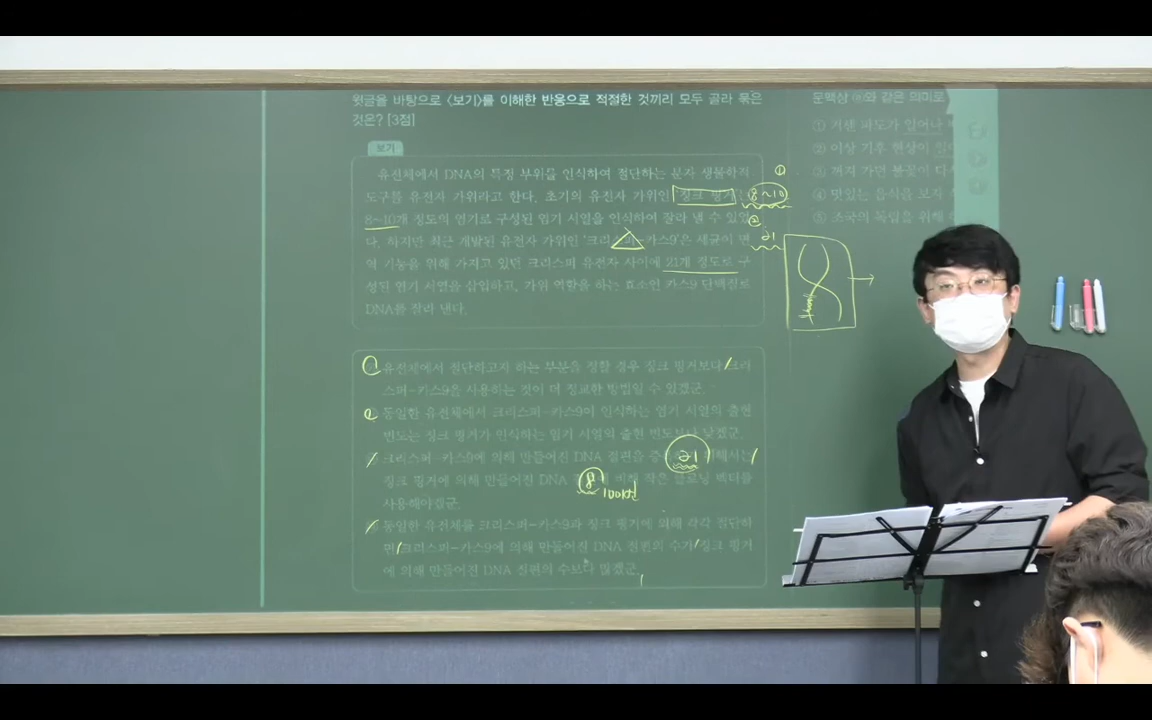 윗글을 바탕으로 <보기>를 이해한 반응으로 적절한 것끼리 모두 골라 묶은
것은? [3점]
보기
유전체에서 DNA의 특정 부위를 인식하여 절단하는 분자 생물학적
도구를 유전자 가위라고 한다. 초기의 유전자 가위인 '징크 핑거'는
8~10개 정도의 염기로 구성된 염기 서열을 인식하여 잘라 낼 수 있었
다. 하지만 최근 개발된 유전자 가위인 '크리스퍼-카스9'은 세균이 면
역 기능을 위해 가지고 있던 크리스퍼 유전자 사이에 21개 정도로 구
성된 염기 서열을 삽입하고, 가위 역할을 하는 효소인 카스9 단백질로
DNA를 잘라 낸다.
① 8~10
② 21
유전체에서 절단하고자 하는 부분을 정할 경우 징크 핑거보다 크리
스퍼-카스9을 사용하는 것이 더 정교한 방법일 수 있겠군.
동일한 유전체에서 크리스퍼-카스9이 인식하는 염기 서열의 출현
빈도는 징크 핑거가 인식하는 염기 서열의 출현 빈도보다 낮겠군.
크리스퍼-카스9에 의해 만들어진 DNA 절편을 위해서는
21
징크 핑거에 의해 만들어진 DNA 비해 작은 클로닝 벡터를
8
사용해야겠군.
동일한 유전체를 크리스퍼-카스9과 징크 핑거에 의해 각각 절단하
면 크리스퍼-카스9에 의해 만들어진 DNA 절편의 수가 징크 핑거
에 의해 만들어진 DNA 절편의 수보다 많겠군.
문맥상 ⓐ와 같은 의미로
① 거센 파도가 일어나
② 이상 기후 현상이
③ 꺼져 가던 불꽃이 다
④ 맛있는 음식을 보자
⑤ 조국의 독립을 위해